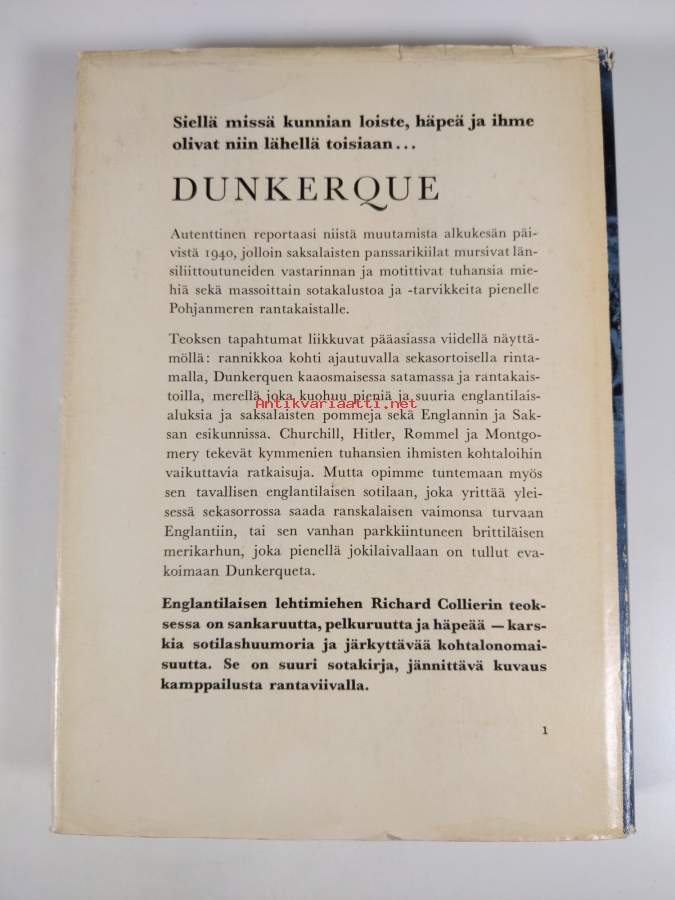 Siellä missä kunnian loiste, häpeä ja ihme
olivat niin lähellä toisiaan...
DUNKERQUE
Autenttinen reportaasi niistä muutamista alkukesän päi-
vistä 1940, jolloin saksalaisten panssarikiilat mursivat län-
siliittoutuneiden vastarinnan ja motittivat tuhansia mie-
hiä sekä massoittain sotakalustoa ja -tarvikkeita pienelle
Pohjanmeren rantakaistalle.
Teoksen tapahtumat liikkuvat pääasiassa viidellä näyttä-
möllä: rannikkoa kohti ajautuvalla sekasortoisella rinta-
malla, Dunkerquen kaaosmaisessa satamassa ja rantakais-
toilla, merellä joka kuohuu pieniä ja suuria englantilais-
Antikvariaatti.net
aluksia ja saksalaisten pommeja sekä Englannin ja Sak-
san esikunnissa. Churchill, Hitler, Rommel ja Montgo-
mery tekevät kymmenien tuhansien ihmisten kohtaloihin
vaikuttavia ratkaisuja. Mutta opimme tuntemaan myös
sen tavallisen englantilaisen sotilaan, joka yrittää ylei-
sessä sekasorrossa saada ranskalaisen vaimonsa turvaan
Englantiin, tai sen vanhan parkkiintuneen brittiläisen
merikarhun, joka pienellä jokilaivallaan on tullut eva-
koimaan Dunkerqueta.
Englantilaisen lehtimiehen Richard Collierin teok-
sessa on sankaruutta, pelkuruutta ja häpeää — kars-
kia sotilashuumoria ja järkyttävää kohtalonomai-
suutta. Se on suuri sotakirja, jännittävä kuvaus
kamppailusta rantaviivalla.
1